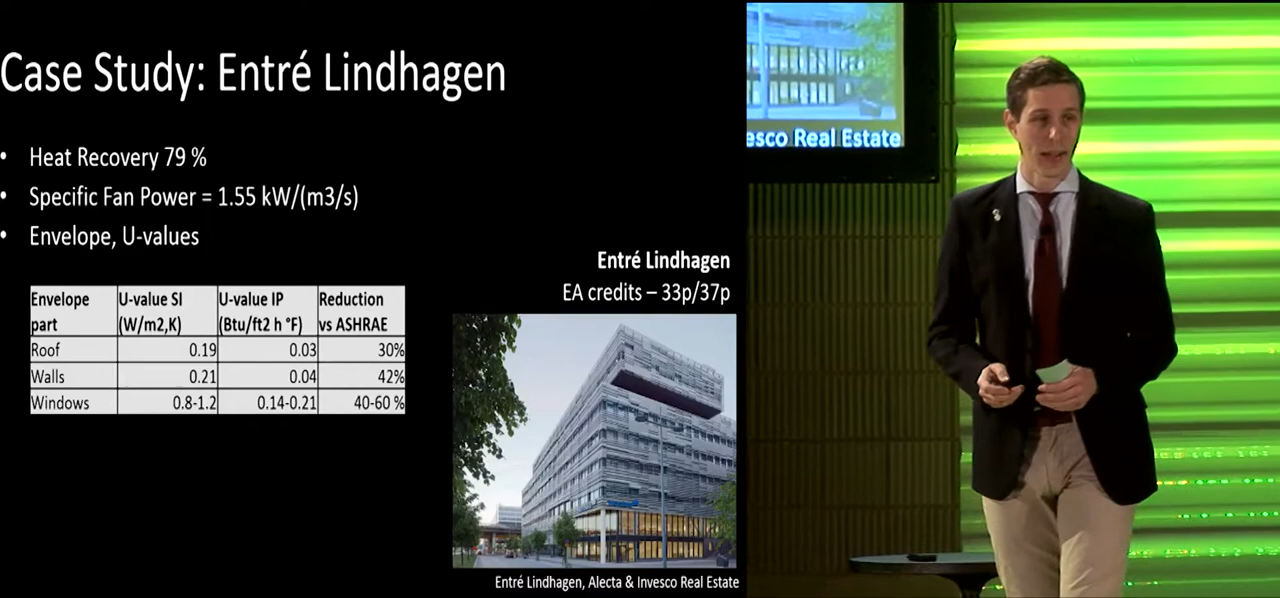 Case Study: Entré Lindhagen
• Heat Recovery 79 %
• Specific Fan Power = 1.55 kW/(m3/s)
• Envelope, U-values
Envelope part U-value SI (W/m2,K) U-value IP (Btu/ft2 h °F) Reduction vs ASHRAE
Roof 0.19 0.03 30%
Walls 0.21 0.04 42%
Windows 0.8-1.2 0.14-0.21 40-60 %
Entré Lindhagen
EA credits – 33p/37p
Entré Lindhagen, Alecta & Invesco Real Estate
esco Real Estate